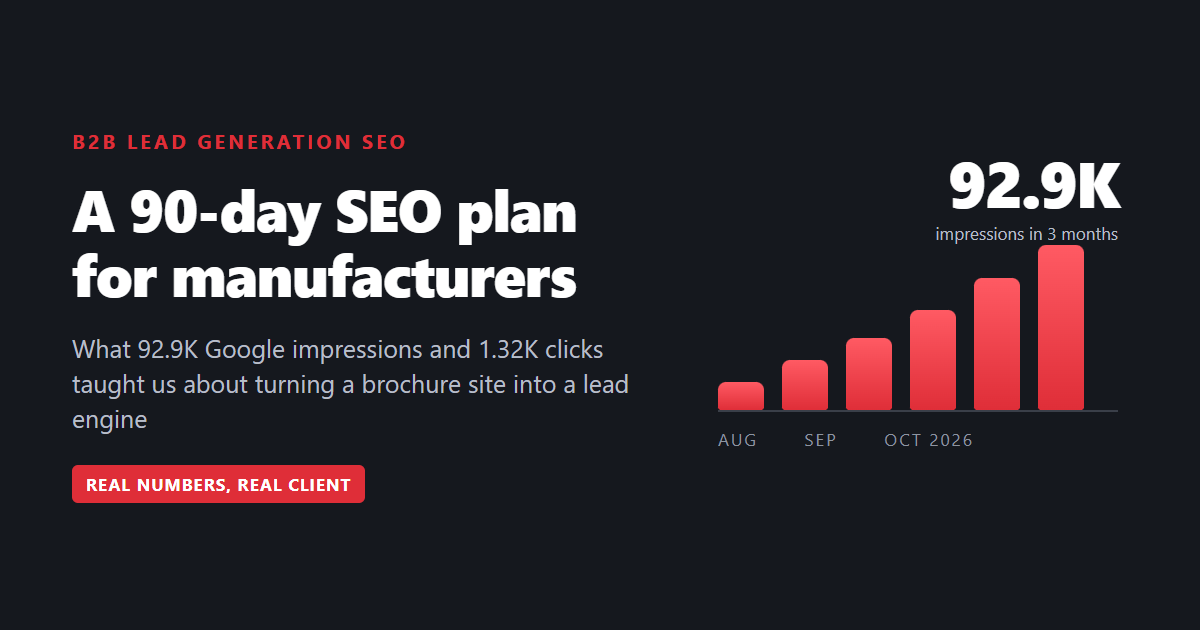 B2B LEAD GENERATION SEO
A 90-day SEO plan
for manufacturers
What 92.9K Google impressions and 1.32K clicks
taught us about turning a brochure site into a lead
engine
REAL NUMBERS, REAL CLIENT
92.9K
impressions in 3 months
AUG SEP OCT 2026